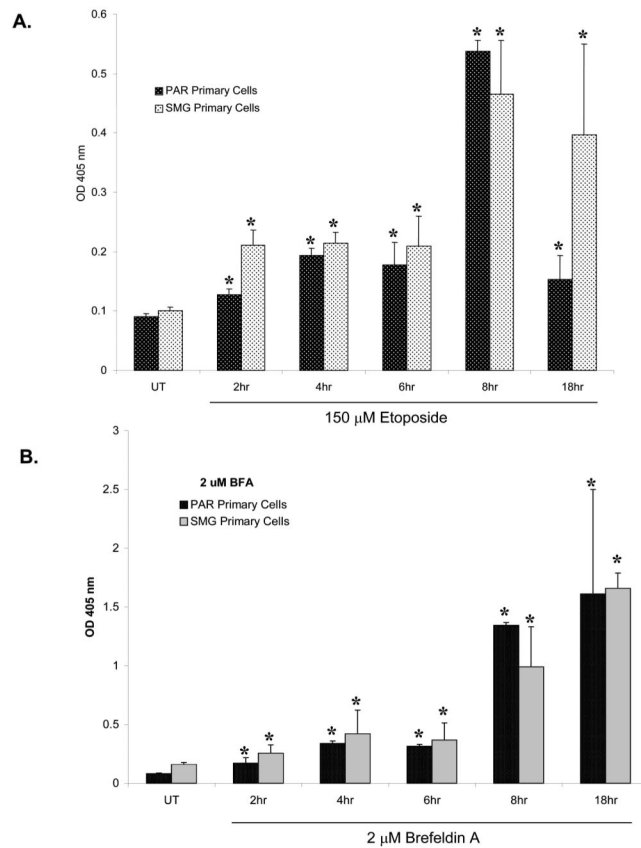 A.
0.6
0.5
0.4
0.3
0.2
0.1
0
OD 405 nm
PAR Primary Cells
SMG Primary Cells
* * * * * * * * * *
UT 2hr 4hr 6hr 8hr 18hr
150 μM Etoposide
B.
3
2.5
2
1.5
1
0.5
0
OD 405 nm
2 uM BFA
PAR Primary Cells
SMG Primary Cells
* * * * * * * * * *
UT 2hr 4hr 6hr 8hr 18hr
2 μM Brefeldin A